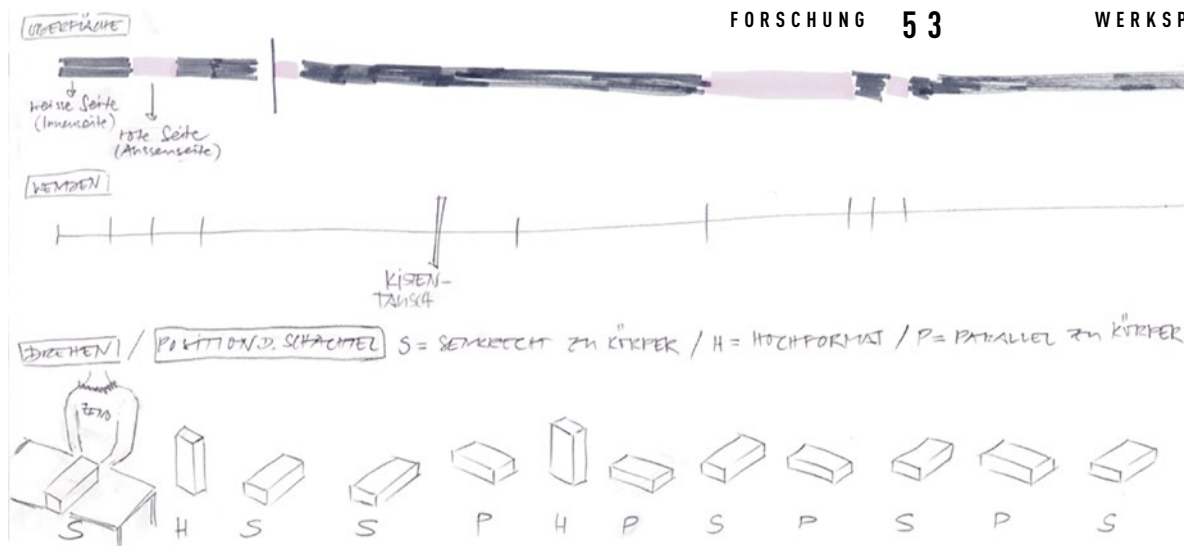 FORSCHUNG 53 WERKSP
OBERFLÄCHE
weisse Seite
(Innenseite)
rote Seite
(Aussenseite)
WENDEN
KISTEN-
TAUSCH
DREHEN / POSITION D. SCHACHTEL S = SENKRECHT ZU KÖRPER / H = HOCHFORMAT / P = PARALLEL ZU KÖRPER
S H S S P H P S P S P S